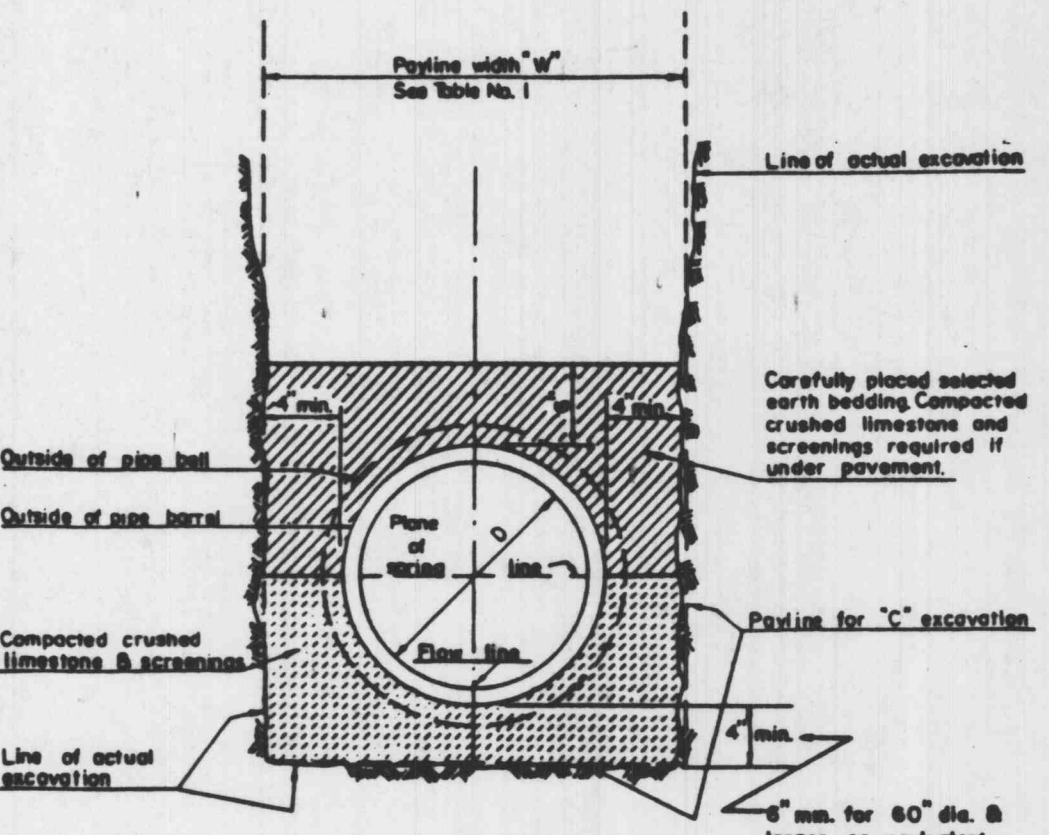 Payline width "W"
See Table No. 1
Line of actual excavation
Carefully placed selected
earth bedding. Compacted
crushed limestone and
screenings required if
under pavement.
4" min.
4" min.
Outside of pipe bell
Outside of pipe barrel
Plane
of
spring line
D
Flow line
Payline for "C" excavation
Compacted crushed
limestone & screenings
4" min.
Line of actual
excavation
6" min. for 60" dia. &